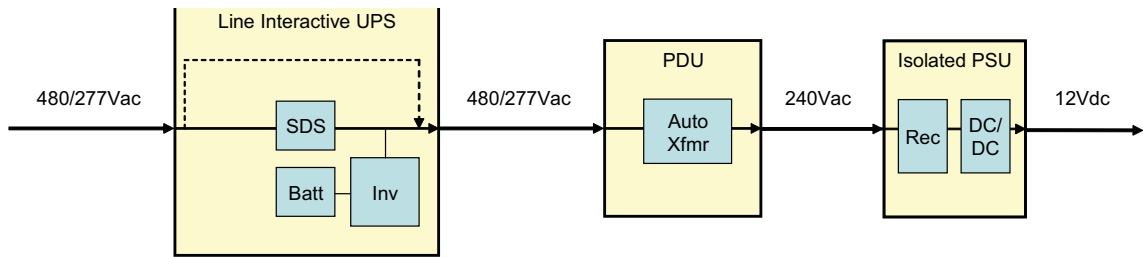 Line Interactive UPS
480/277Vac
SDS
Batt
Inv
480/277Vac
PDU
Auto
Xfmr
240Vac
Isolated PSU
Rec
DC/
DC
12Vdc